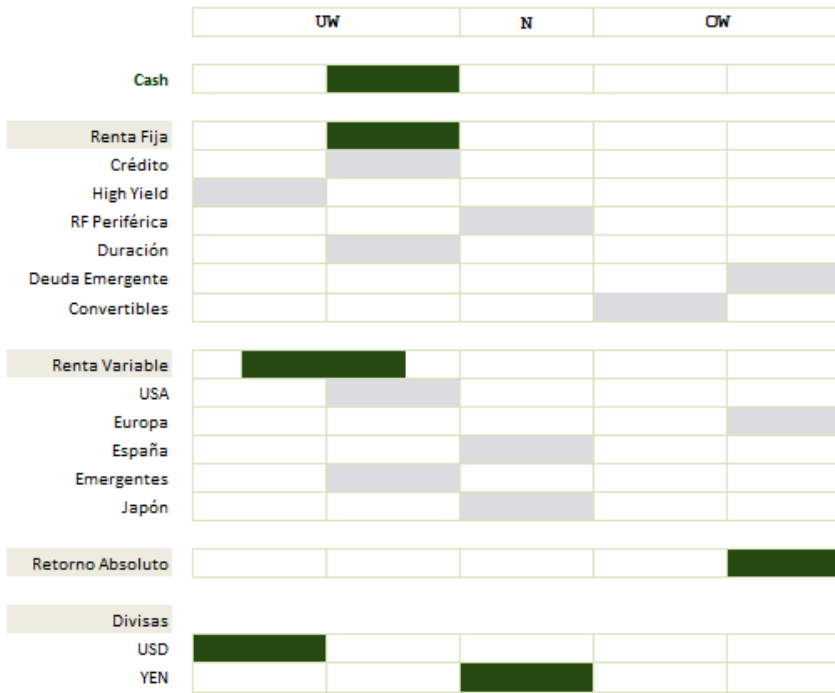 UW N OW
Cash
Renta Fija
Crédito
High Yield
RF Periférica
Duración
Deuda Emergente
Convertibles
Renta Variable
USA
Europa
España
Emergentes
Japón
Retorno Absoluto
Divisas
USD
YEN